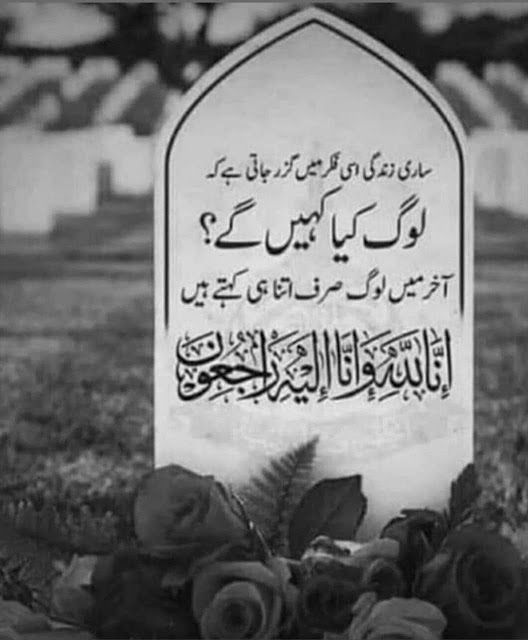 ساری زندگی اسی فکر میں گزر جاتی ہے کہ
لوگ کیا کہیں گے؟
آخر میں لوگ صرف اتنا ہی کہتے ہیں
إِنَّا لِلَّٰهِ وَإِنَّا إِلَيْهِ رَاجِعُونَ